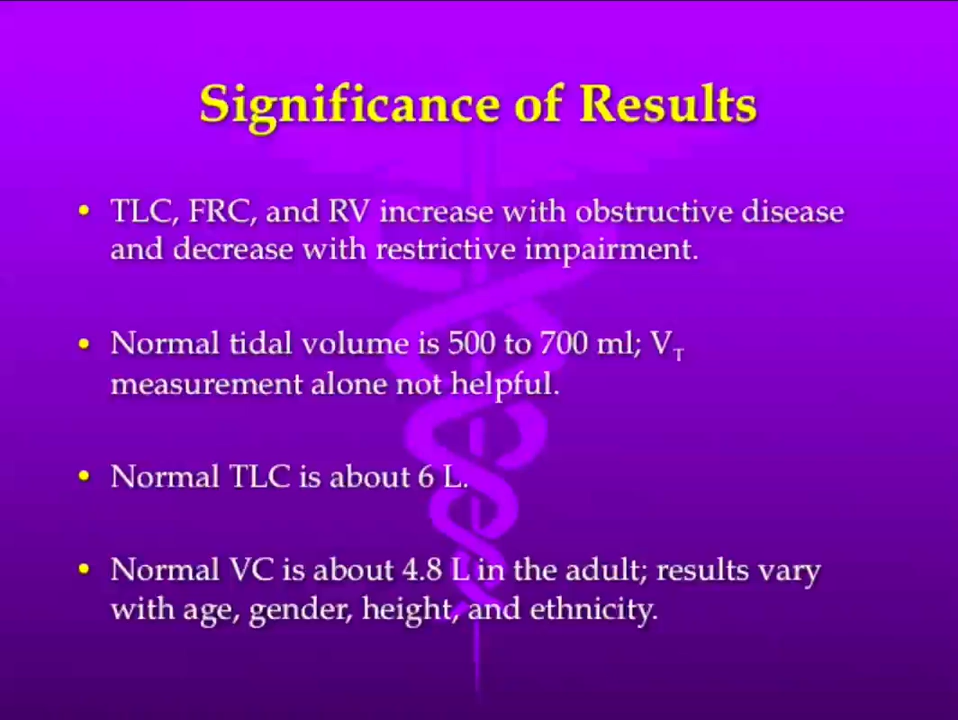 Significance of Results
• TLC, FRC, and RV increase with obstructive disease
and decrease with restrictive impairment.
• Normal tidal volume is 500 to 700 ml; VT
measurement alone not helpful.
• Normal TLC is about 6 L.
• Normal VC is about 4.8 L in the adult; results vary
with age, gender, height, and ethnicity.